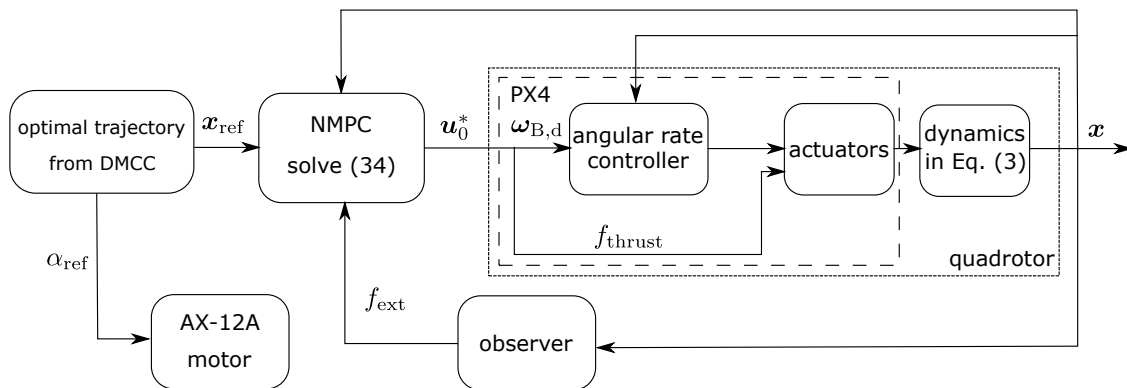 optimal trajectory
from DMCC
x_ref
NMPC
solve (34)
u_0^*
PX4
ω_B,d
angular rate
controller
actuators
dynamics
in Eq. (3)
x
f_thrust
quadrotor
α_ref
f_ext
AX-12A
motor
observer